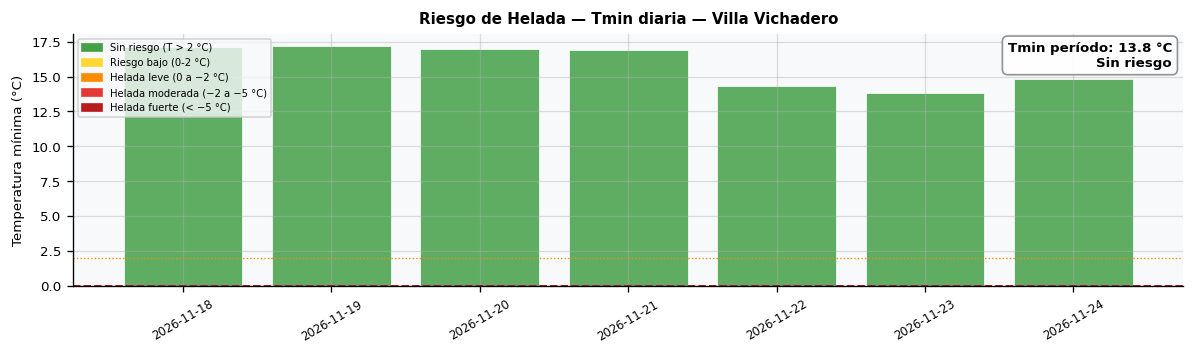 Riesgo de Helada — Tmin diaria — Villa Vichadero
Temperatura mínima (°C)
17.5
15.0
12.5
10.0
7.5
5.0
2.5
0.0
Sin riesgo (T > 2 °C)
Riesgo bajo (0-2 °C)
Helada leve (0 a −2 °C)
Helada moderada (−2 a −5 °C)
Helada fuerte (< −5 °C)
Tmin período: 13.8 °C
Sin riesgo
2026-11-18
2026-11-19
2026-11-20
2026-11-21
2026-11-22
2026-11-23
2026-11-24